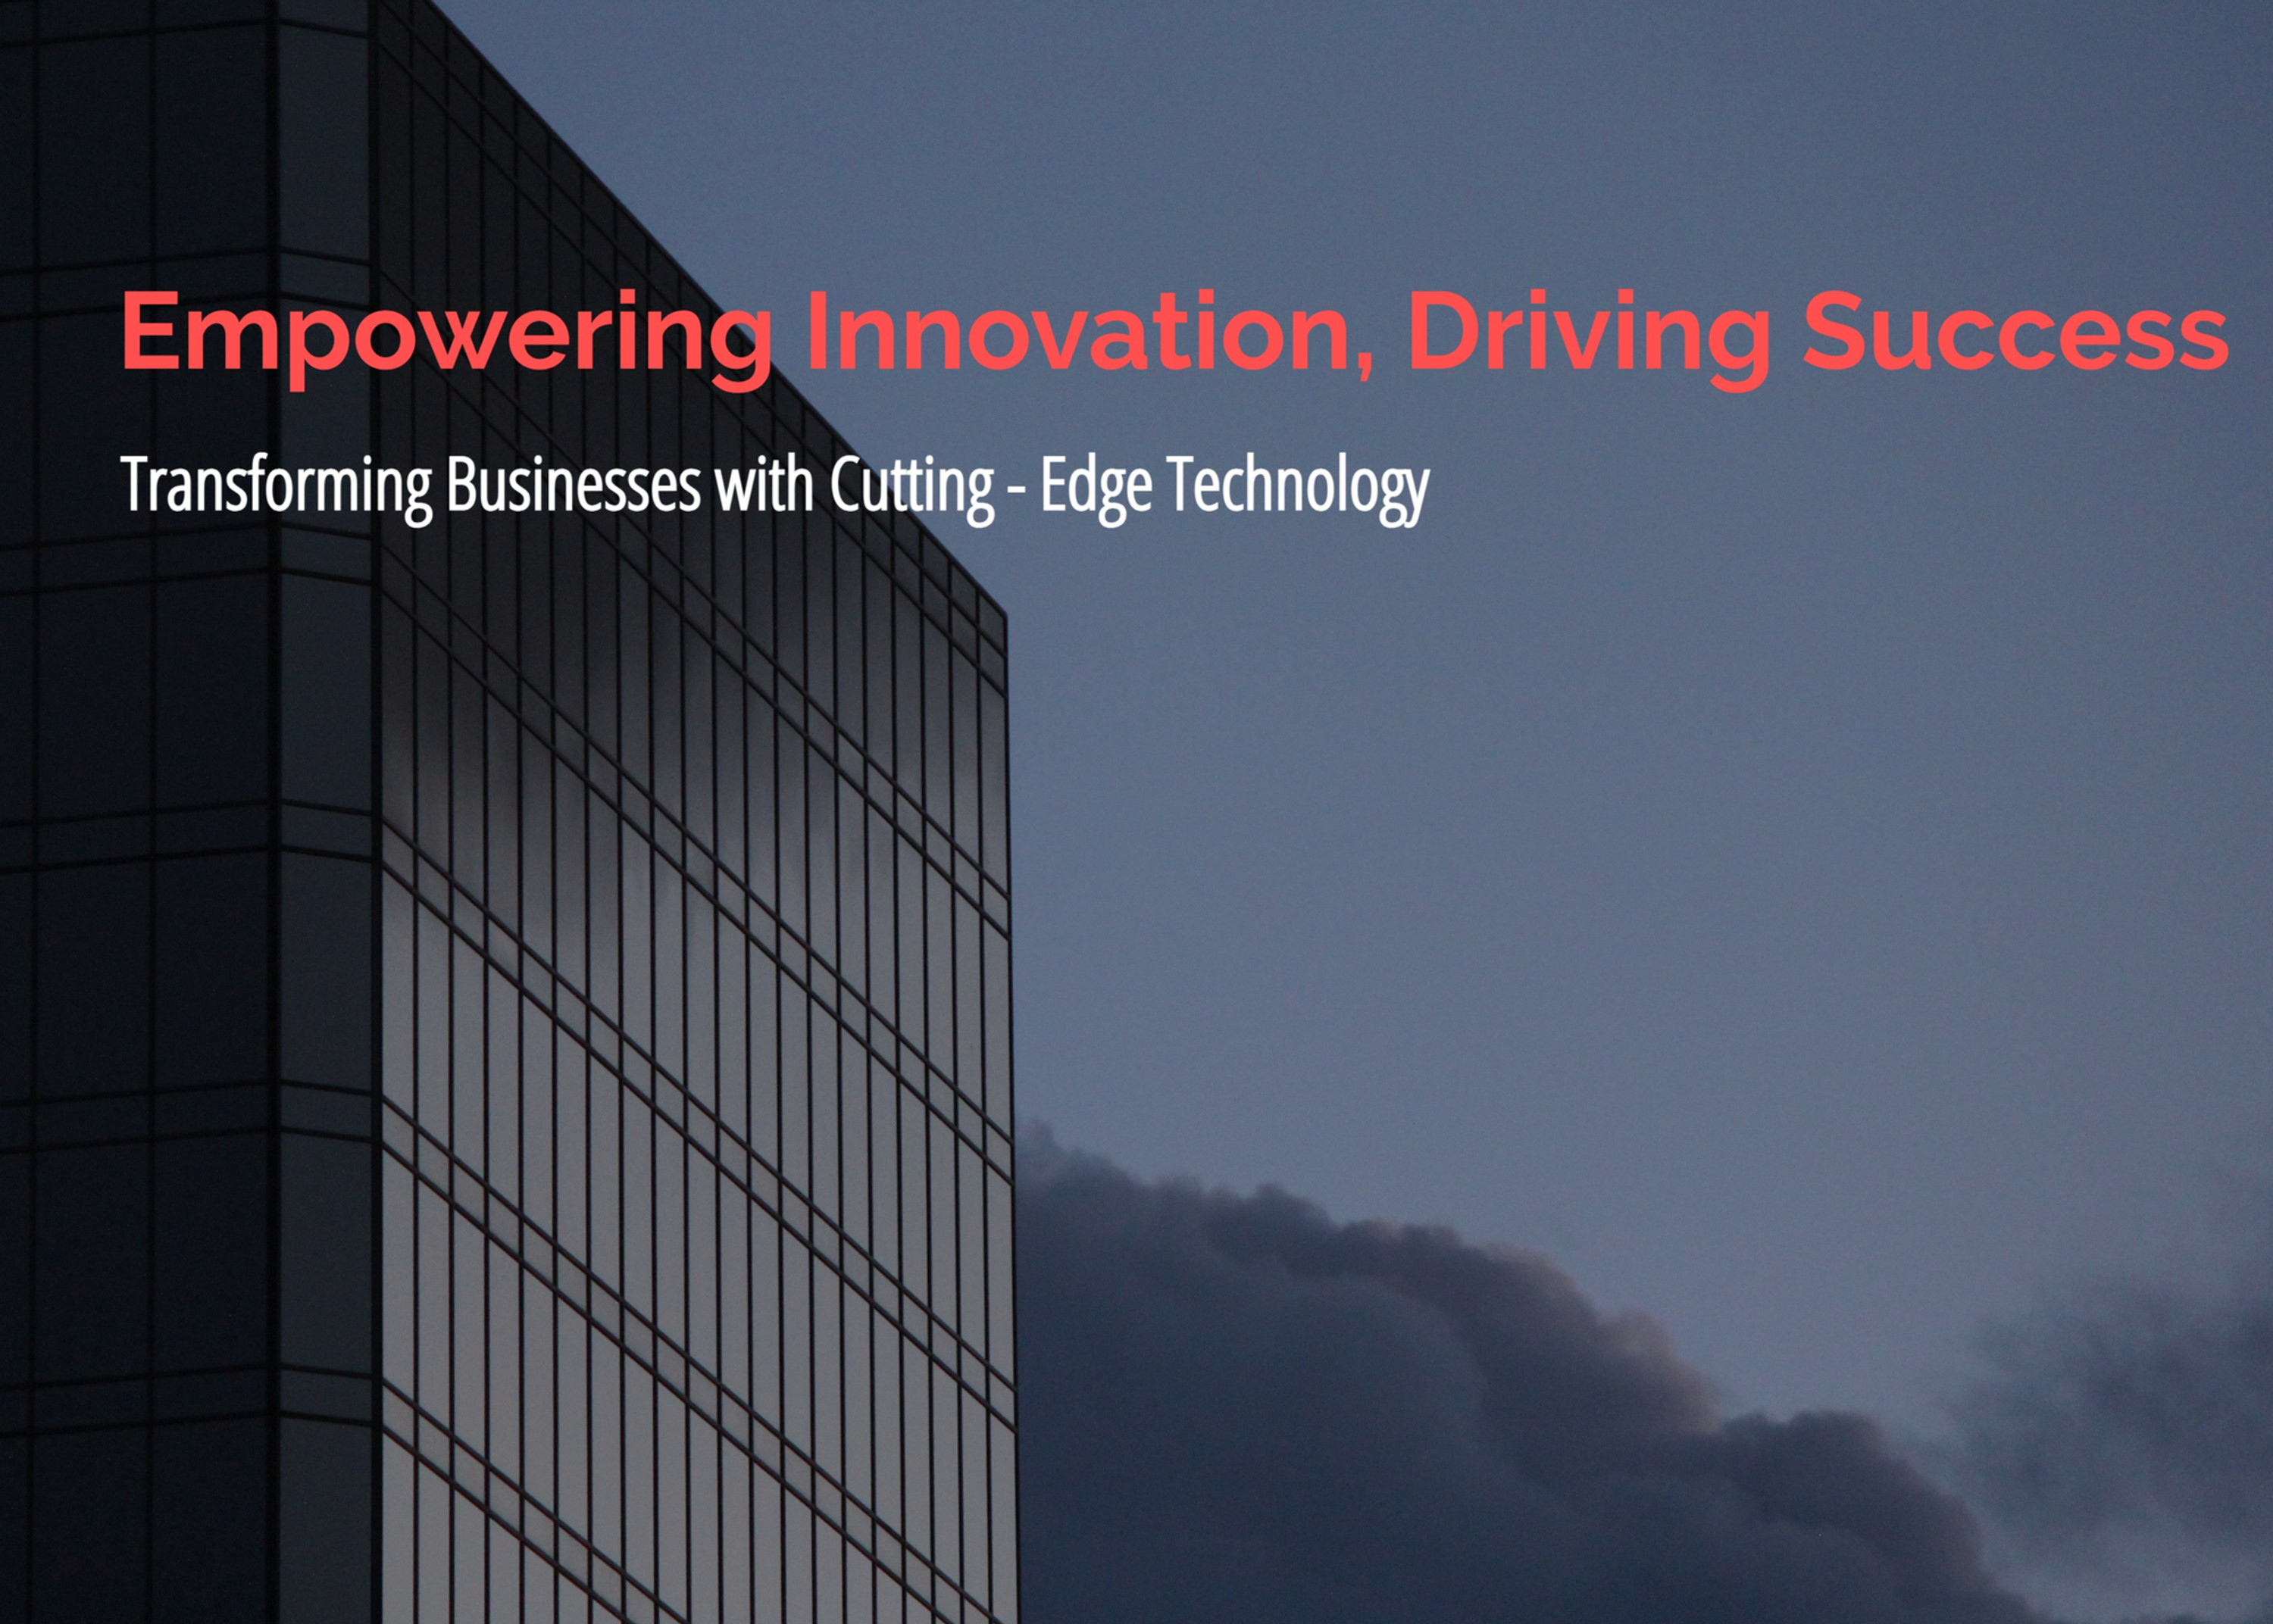 Empowering Innovation, Driving Success
Transforming Businesses with Cutting - Edge Technology